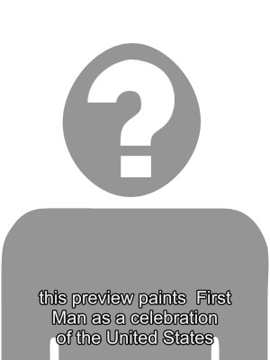 ?
this preview paints  First
Man as a celebration
of the United States